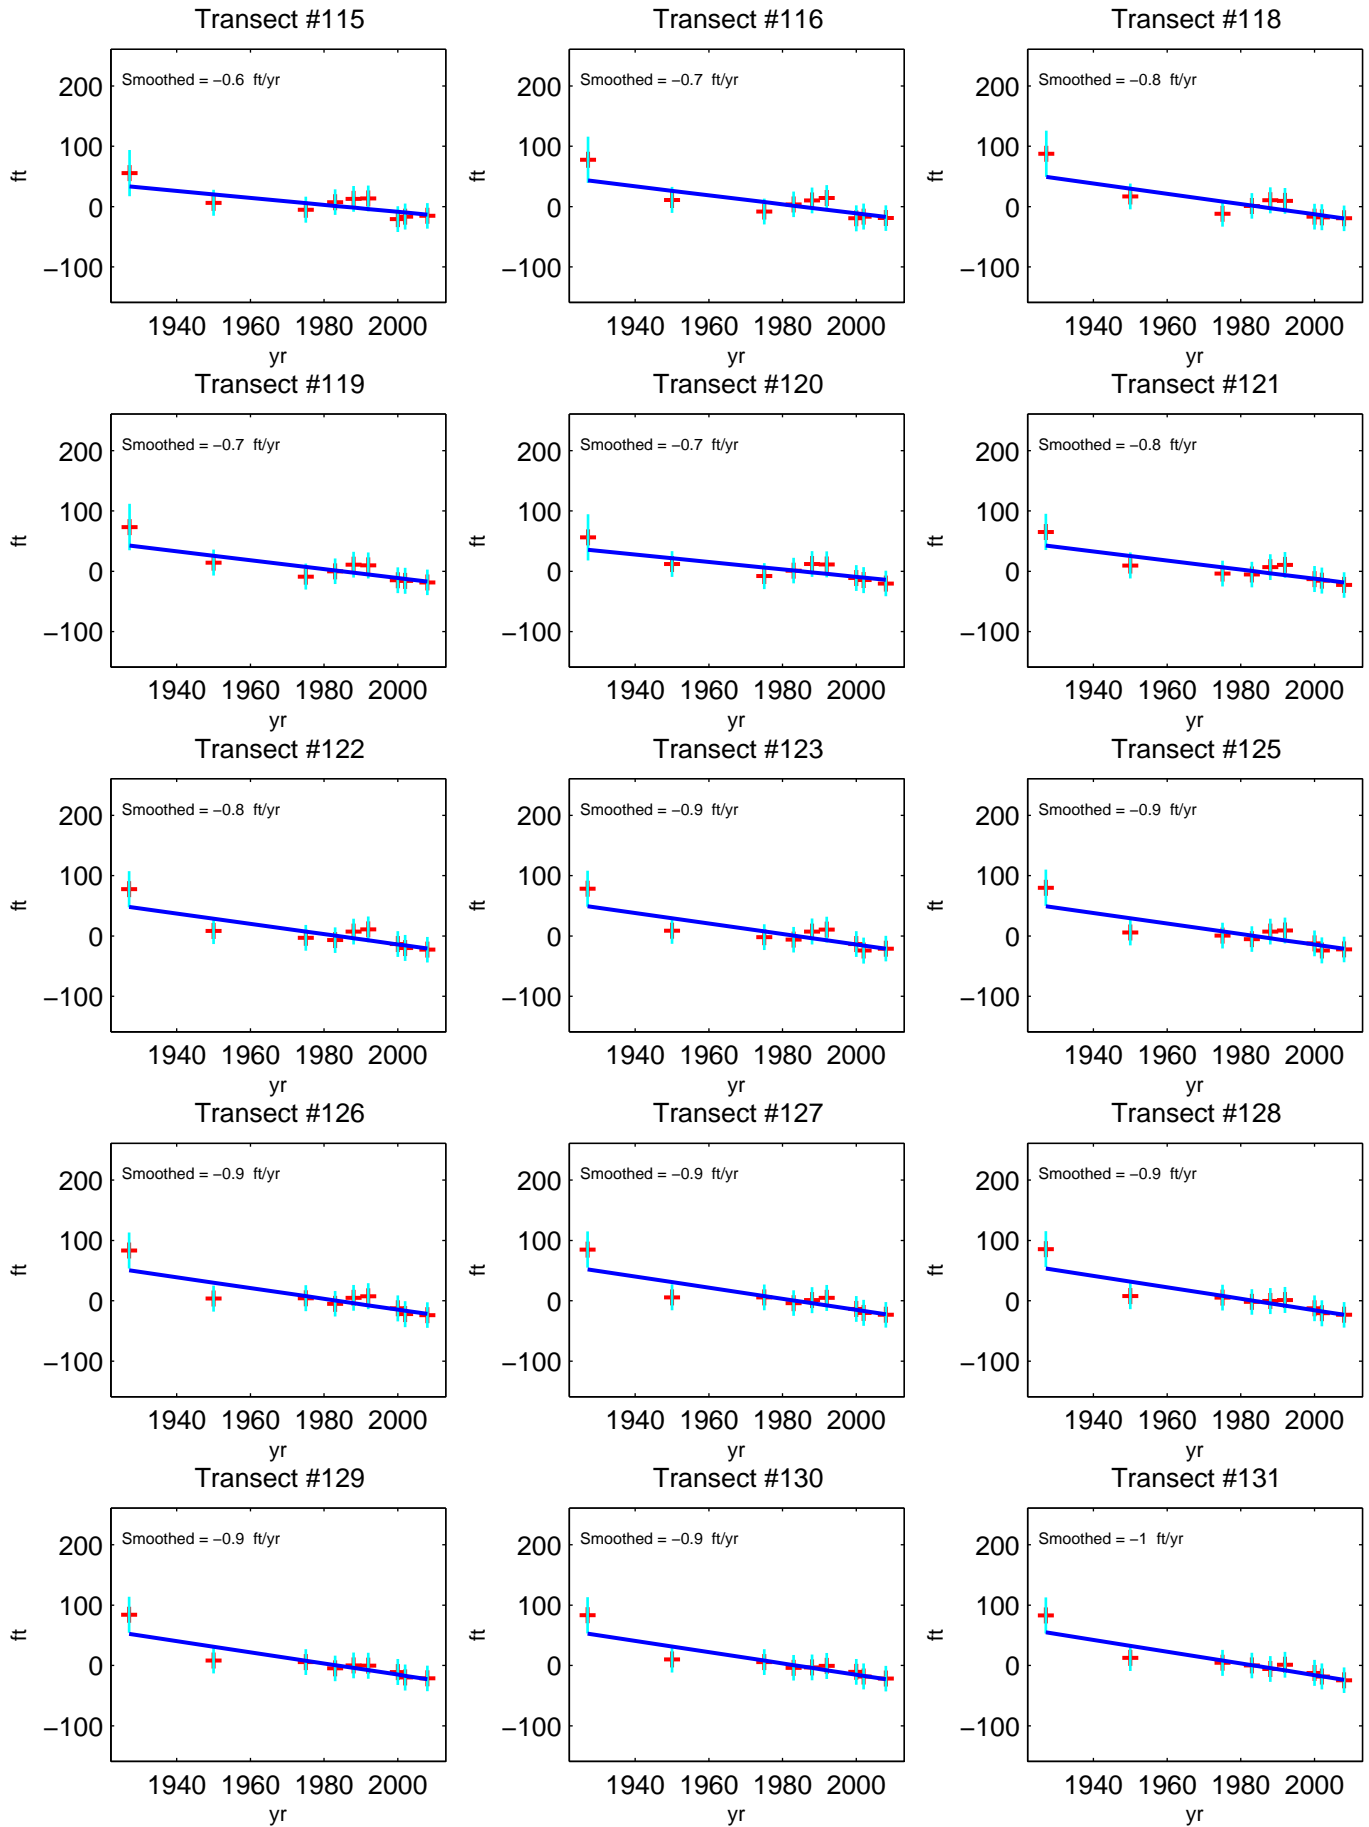 Transect #115 Transect #116 Transect #118
Smoothed = −0.6 ft/yr Smoothed = −0.7 ft/yr Smoothed = −0.8 ft/yr
200 200 200
100 100 100
ft ft ft
0 0 0
−100 −100 −100
1940 1960 1980 2000 1940 1960 1980 2000 1940 1960 1980 2000
yr yr yr
Transect #119 Transect #120 Transect #121
Smoothed = −0.7 ft/yr Smoothed = −0.7 ft/yr Smoothed = −0.8 ft/yr
200 200 200
100 100 100
ft ft ft
0 0 0
−100 −100 −100
1940 1960 1980 2000 1940 1960 1980 2000 1940 1960 1980 2000
yr yr yr
Transect #122 Transect #123 Transect #125
Smoothed = −0.8 ft/yr Smoothed = −0.9 ft/yr Smoothed = −0.9 ft/yr
200 200 200
100 100 100
ft ft ft
0 0 0
−100 −100 −100
1940 1960 1980 2000 1940 1960 1980 2000 1940 1960 1980 2000
yr yr yr
Transect #126 Transect #127 Transect #128
Smoothed = −0.9 ft/yr Smoothed = −0.9 ft/yr Smoothed = −0.9 ft/yr
200 200 200
100 100 100
ft ft ft
0 0 0
−100 −100 −100
1940 1960 1980 2000 1940 1960 1980 2000 1940 1960 1980 2000
yr yr yr
Transect #129 Transect #130 Transect #131
Smoothed = −0.9 ft/yr Smoothed = −0.9 ft/yr Smoothed = −1 ft/yr
200 200 200
100 100 100
ft ft ft
0 0 0
−100 −100 −100
1940 1960 1980 2000 1940 1960 1980 2000 1940 1960 1980 2000
yr yr yr